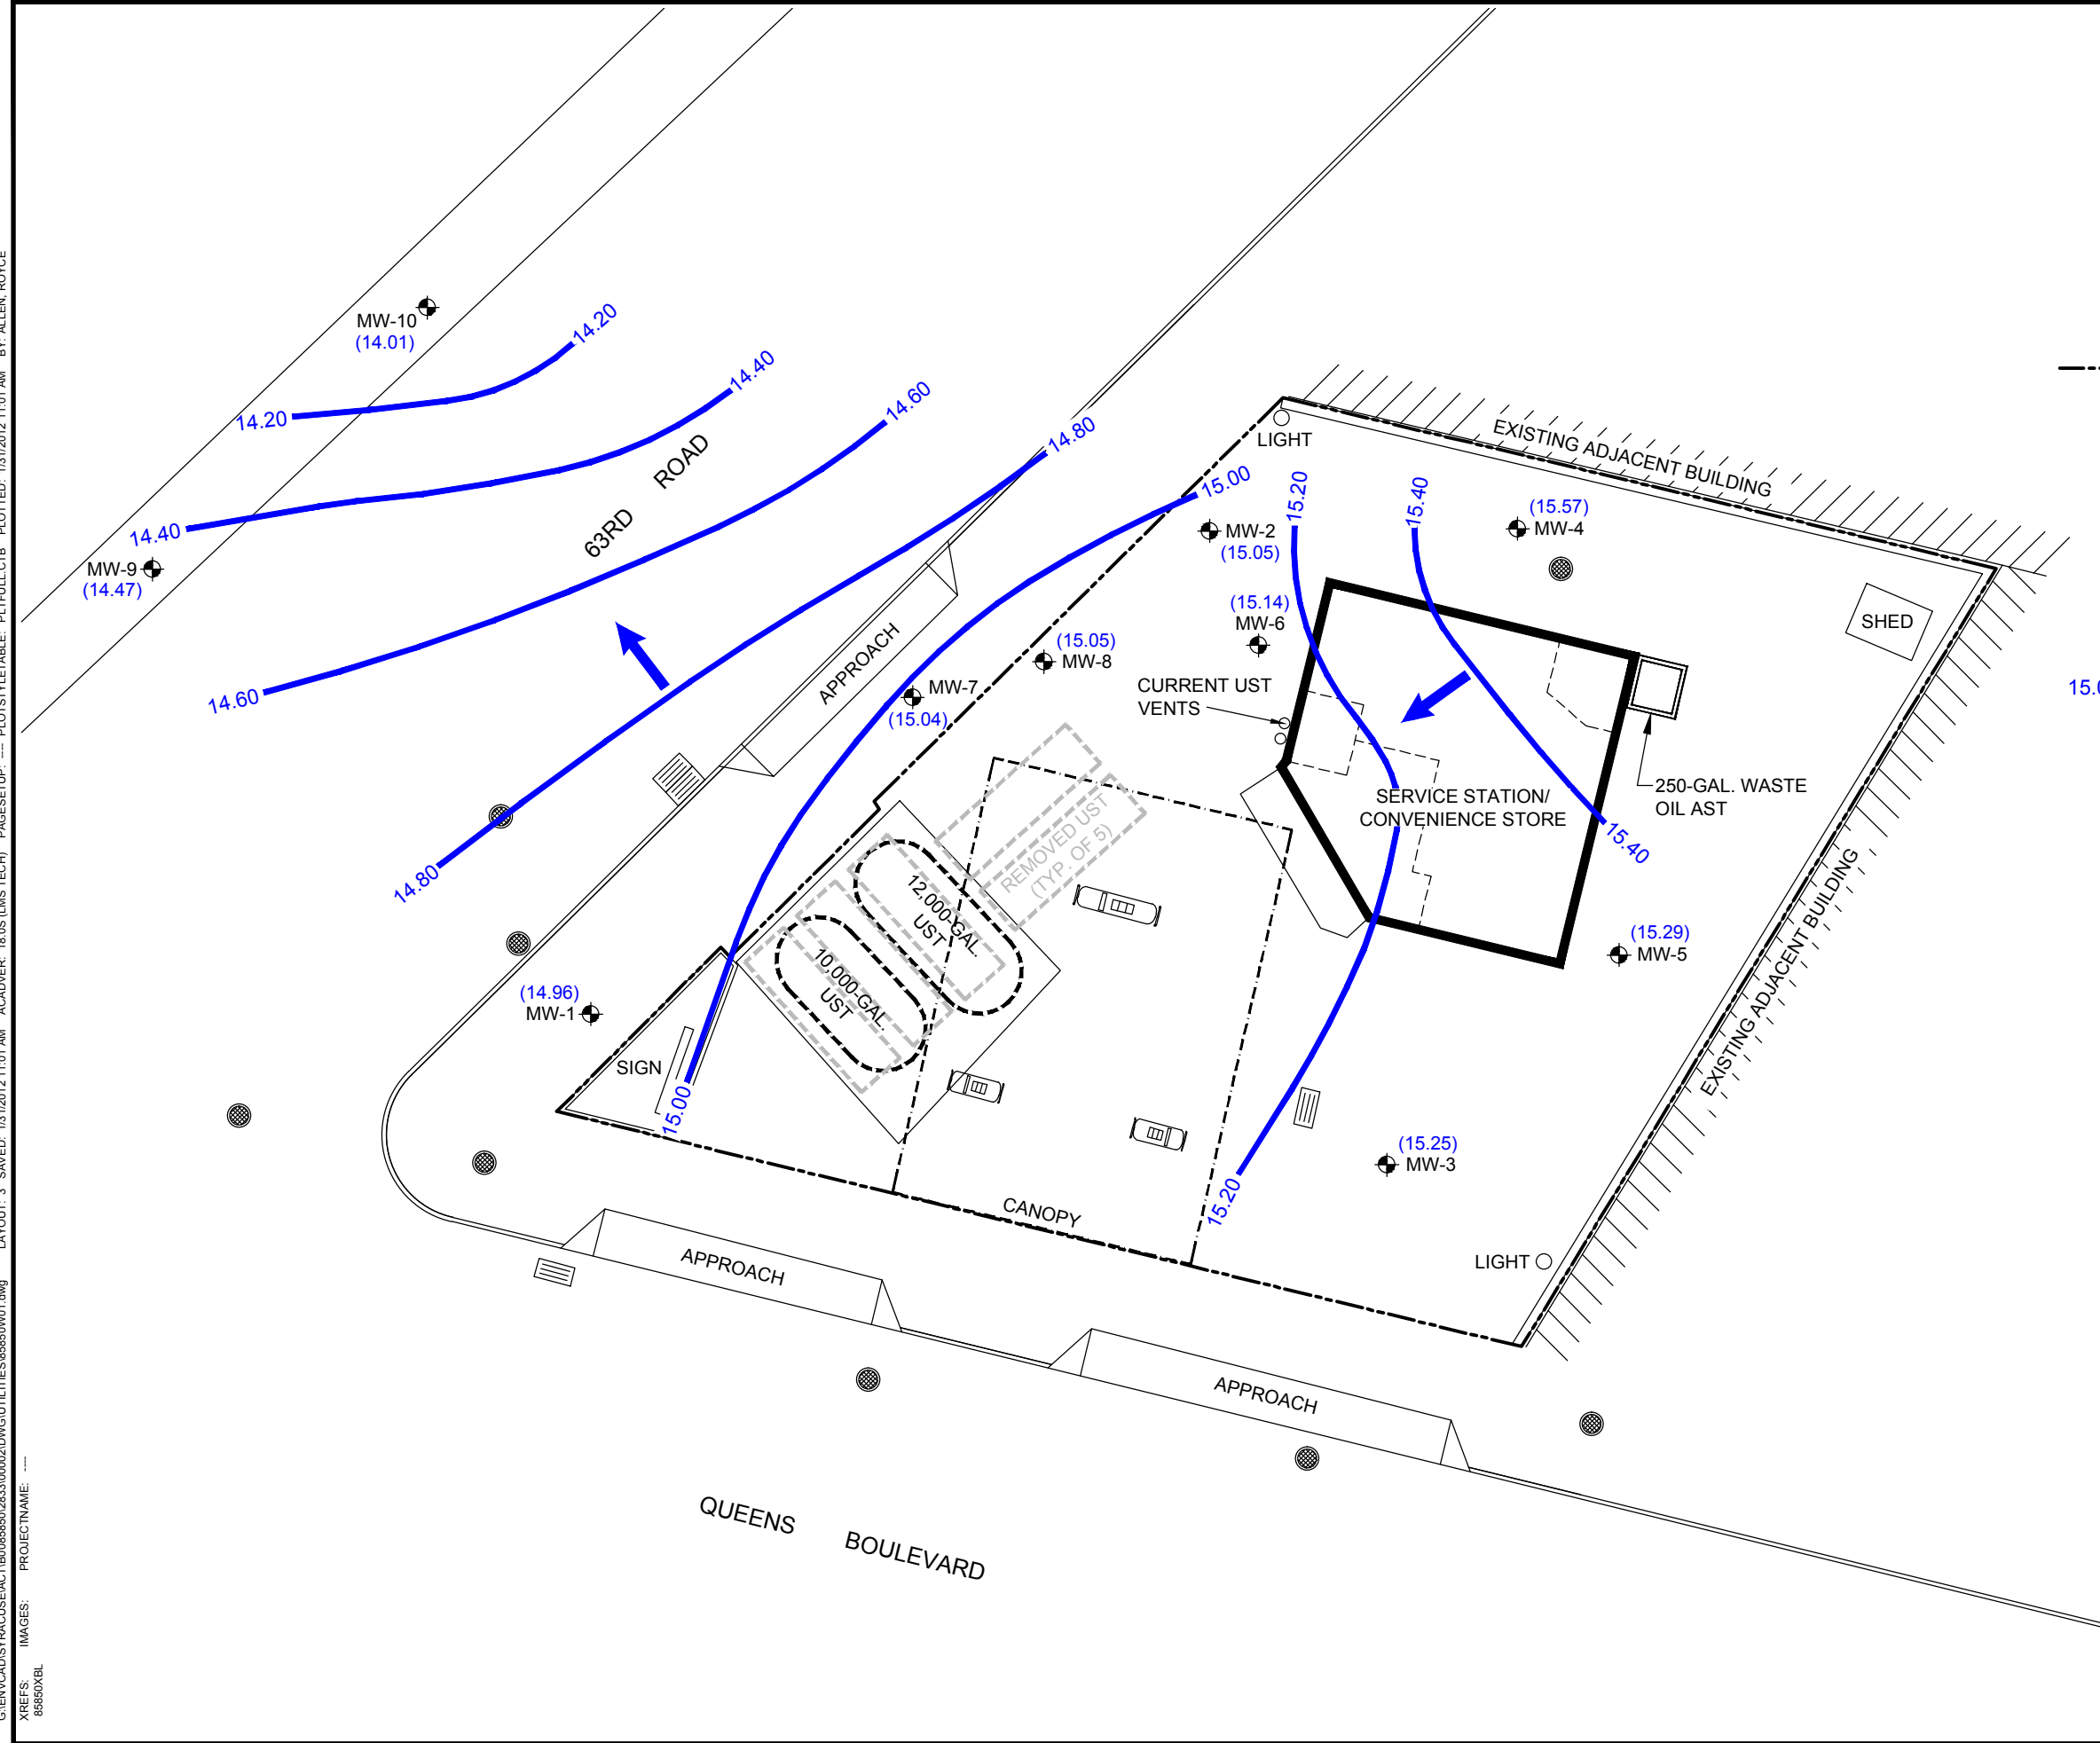 14.20
MW-10
(14.01)
14.40
14.60
14.20
14.80
ROAD
63RD
14.40
MW-9
(14.47)
14.60
14.80
APPROACH
15.00
15.20
15.40
LIGHT
EXISTING ADJACENT BUILDING
(15.57)
MW-4
MW-2
(15.05)
(15.14)
MW-6
(15.05)
MW-8
MW-7
(15.04)
SHED
CURRENT UST
VENTS
250-GAL. WASTE
OIL AST
SERVICE STATION/
CONVENIENCE STORE
15.40
REMOVED UST
(TYP. OF 5)
12,000-GAL.
UST
10,000-GAL.
UST
(15.29)
MW-5
EXISTING ADJACENT BUILDING
(14.96)
MW-1
SIGN
15.00
(15.25)
MW-3
15.20
CANOPY
LIGHT
APPROACH
APPROACH
QUEENS BOULEVARD
XREFS: IMAGES: PROJECTNAME: ----
85850XBL